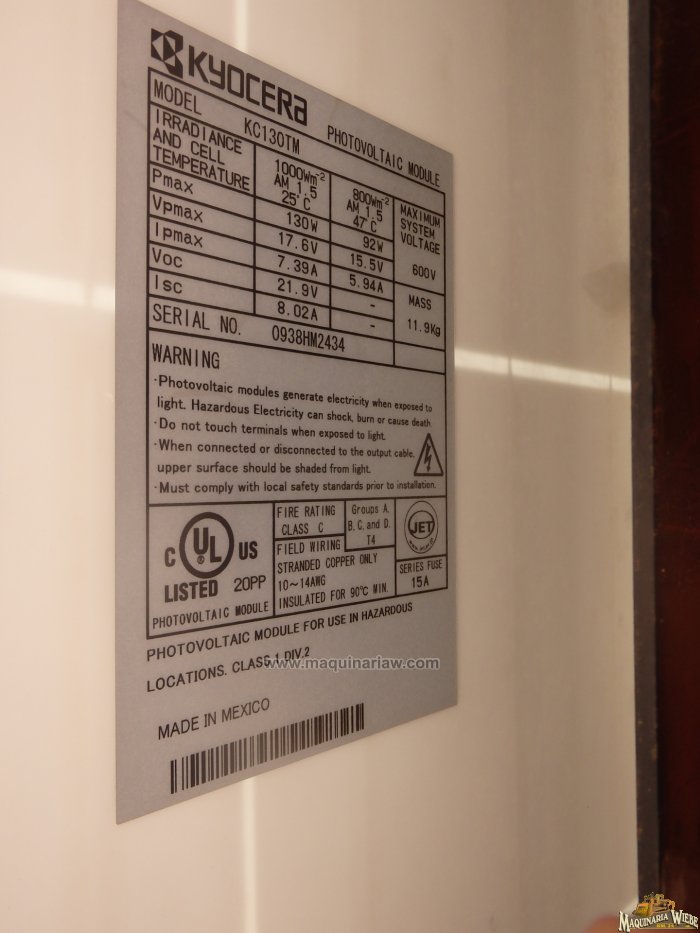 KYOCERA
PHOTOVOLTAIC MODULE
MODEL KC130TM
IRRADIANCE AND CELL TEMPERATURE 1000Wm-2 AM 1.5 25°C 800Wm-2 AM 1.5 47°C MAXIMUM SYSTEM VOLTAGE
Pmax 130W 92W 600V
Vpmax 17.6V 15.5V
Ipmax 7.39A 5.94A MASS
Voc 21.9V - 11.9Kg
Isc 8.02A -
SERIAL NO. 0938HM2434
WARNING
·Photovoltaic modules generate electricity when exposed to
light. Hazardous Electricity can shock, burn or cause death.
·Do not touch terminals when exposed to light.
·When connected or disconnected to the output cable,
upper surface should be shaded from light.
·Must comply with local safety standards prior to installation.
C UL US
LISTED 20PP
PHOTOVOLTAIC MODULE
FIRE RATING
CLASS C
Groups A,
B, C, and D.
T4
FIELD WIRING
STRANDED COPPER ONLY
10~14AWG
INSULATED FOR 90°C MIN.
JET
SERIES FUSE
15A
PHOTOVOLTAIC MODULE FOR USE IN HAZARDOUS
LOCATIONS. CLASS 1 DIV.2
www.maquinariaw.com
MADE IN MEXICO
MAQUINARIA WIEBE